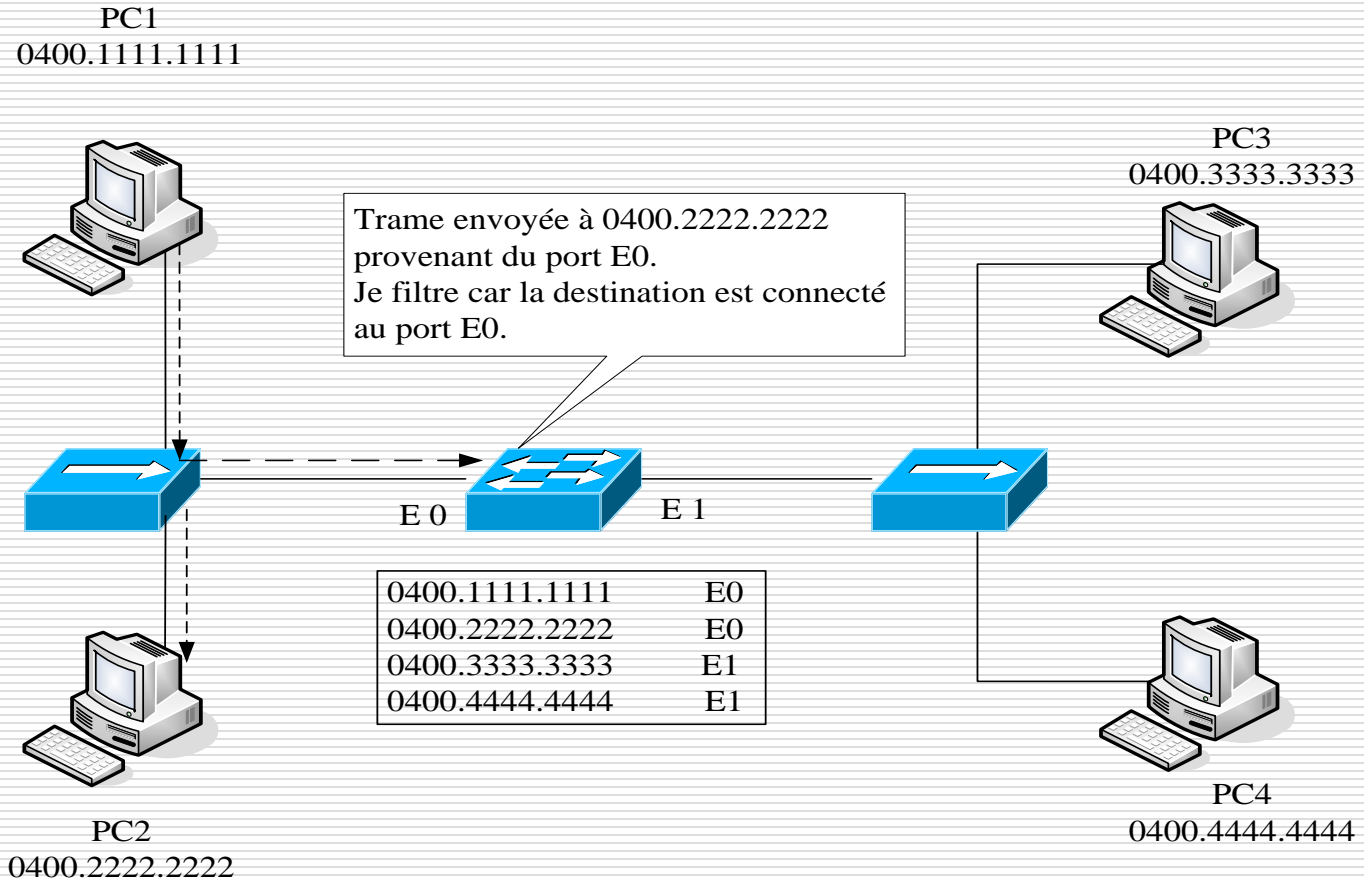 PC1
0400.1111.1111
PC3
0400.3333.3333
Trame envoyée à 0400.2222.2222
provenant du port E0.
Je filtre car la destination est connecté
au port E0.
E 0
E 1
0400.1111.1111 E0
0400.2222.2222 E0
0400.3333.3333 E1
0400.4444.4444 E1
PC2
0400.2222.2222
PC4
0400.4444.4444